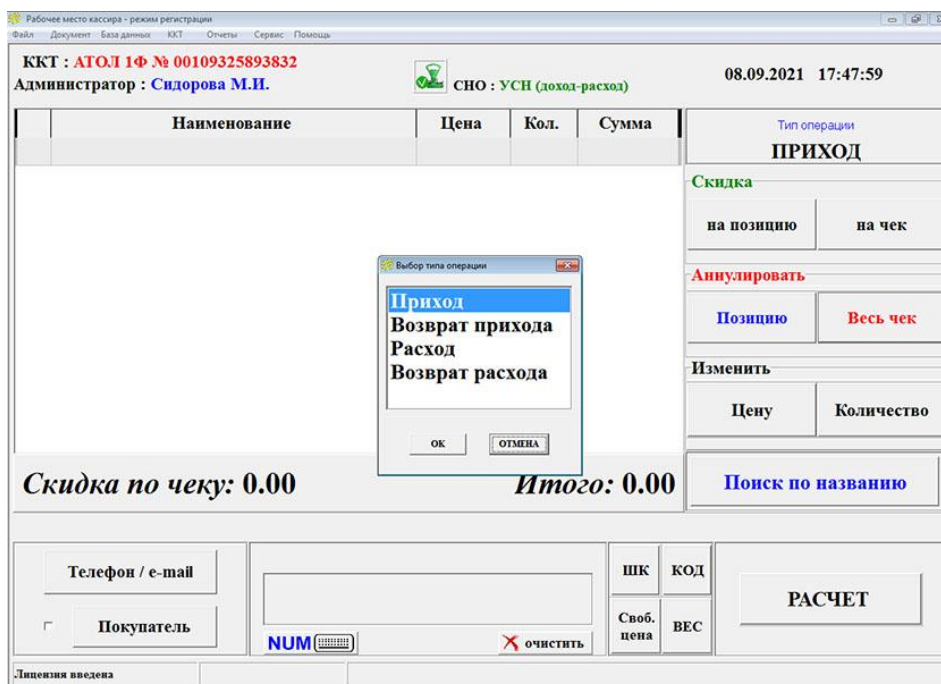 Рабочее место кассира - режим регистрации
Файл Документ База данных ККТ Отчеты Сервис Помощь
ККТ : АТОЛ 1Ф № 00109325893832
Администратор : Сидорова М.И.
СНО : УСН (доход-расход)
08.09.2021 17:47:59
Наименование Цена Кол. Сумма
Тип операции
ПРИХОД
Скидка
на позицию на чек
Аннулировать
Позицию Весь чек
Изменить
Цену Количество
Выбор типа операции
Приход
Возврат прихода
Расход
Возврат расхода
ОК ОТМЕНА
Скидка по чеку: 0.00 Итого: 0.00
Поиск по названию
Телефон / e-mail
Покупатель
NUM
очистить
ШК КОД
Своб. цена
ВЕС
РАСЧЕТ
Лицензия введена